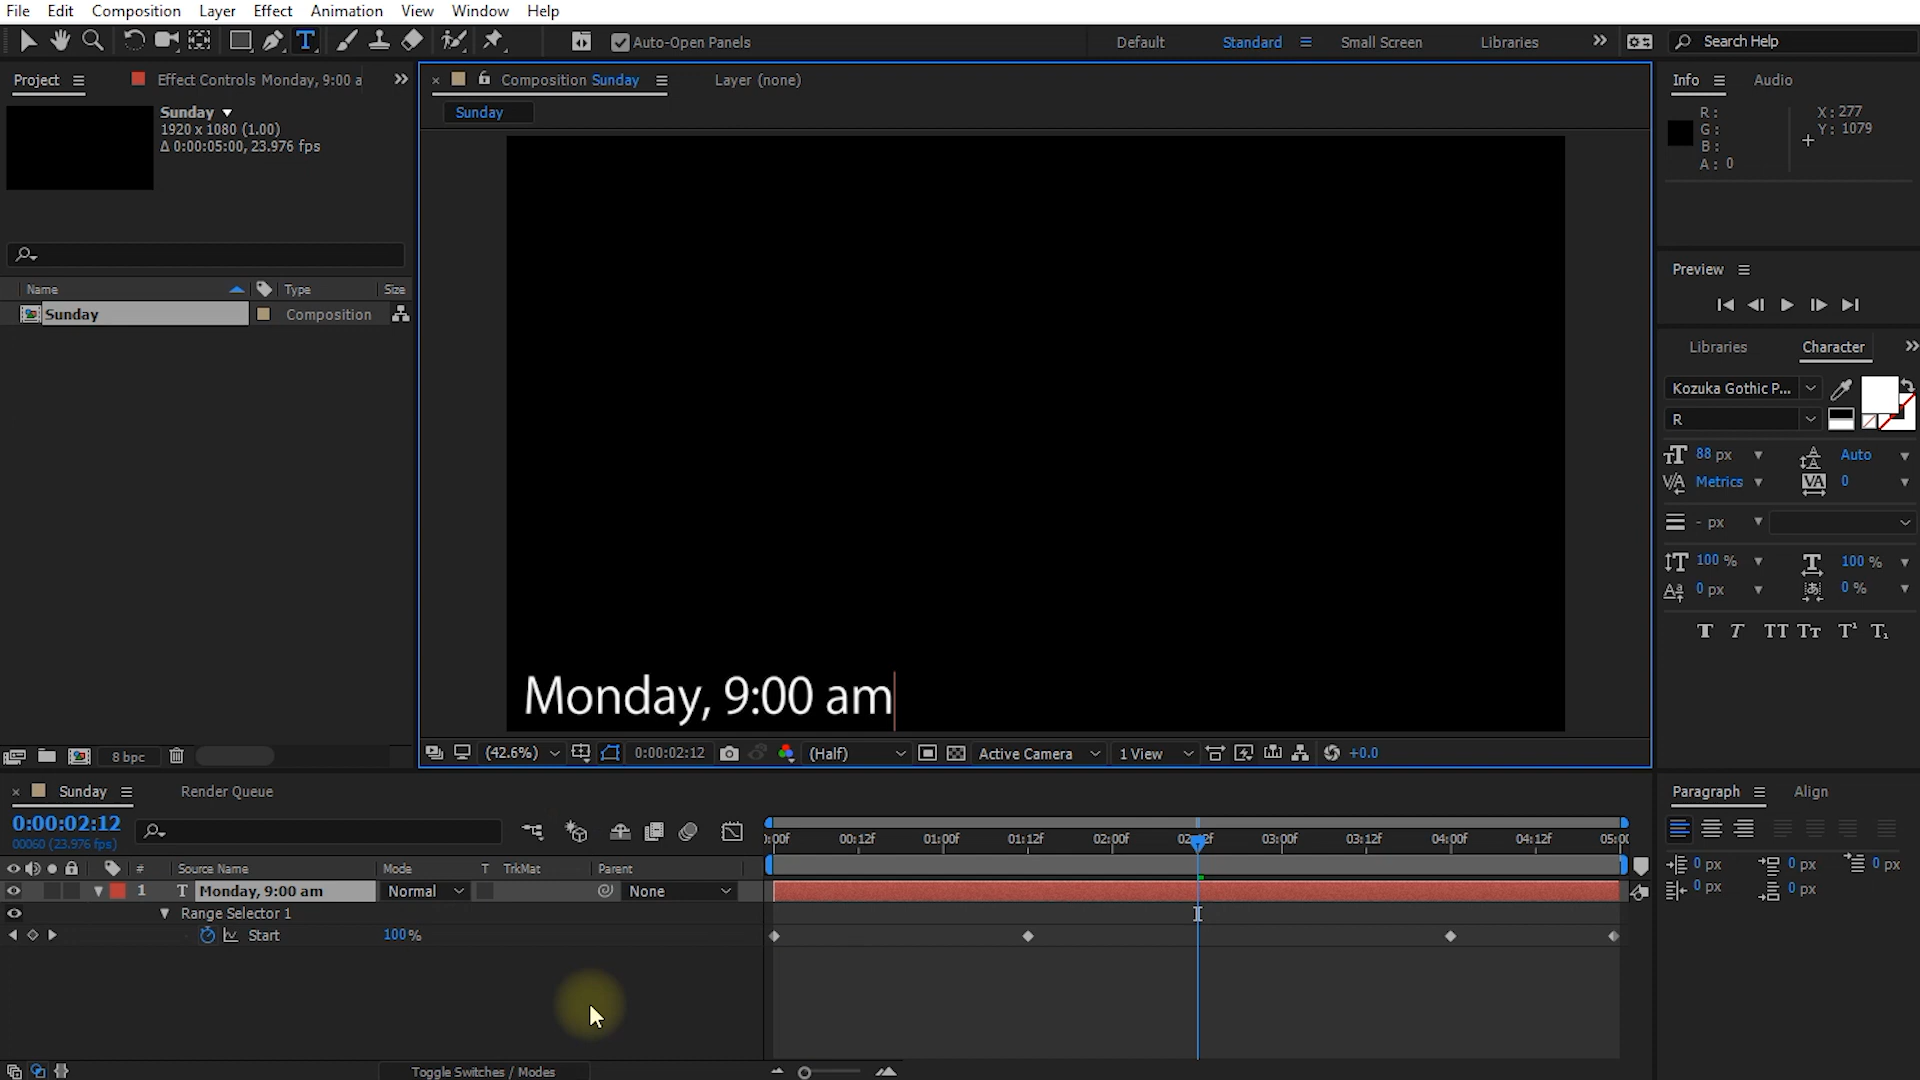 File Edit Composition Layer Effect Animation View Window Help
Auto-Open Panels Default Standard Small Screen Libraries Search Help
Project Effect Controls Monday, 9:00 a
Composition Sunday Layer (none)
Info Audio
Sunday
1920 x 1080 (1.00)
Δ 0:00:05:00, 23.976 fps
Sunday
R:
G:
B:
A: 0
X: 277
Y: 1079
Preview
Name Type Size
Sunday Composition
Libraries Character
Kozuka Gothic P...
R
88 px Auto
Metrics 0
- px
100 % 100 %
0 px 0 %
T T TT Tt T¹ T₁
Monday, 9:00 am
8 bpc
(42.6%) 0:00:02:12 (Half) Active Camera 1 View +0.0
Sunday Render Queue
Paragraph Align
0:00:02:12
00060 (23.976 fps)
:00f 00:12f 01:00f 01:12f 02:00f 02:12f 03:00f 03:12f 04:00f 04:12f 05:00
0 px 0 px 0 px
0 px 0 px
# Source Name Mode T TrkMat Parent
1 T Monday, 9:00 am Normal None
Range Selector 1
Start 100 %
Toggle Switches / Modes